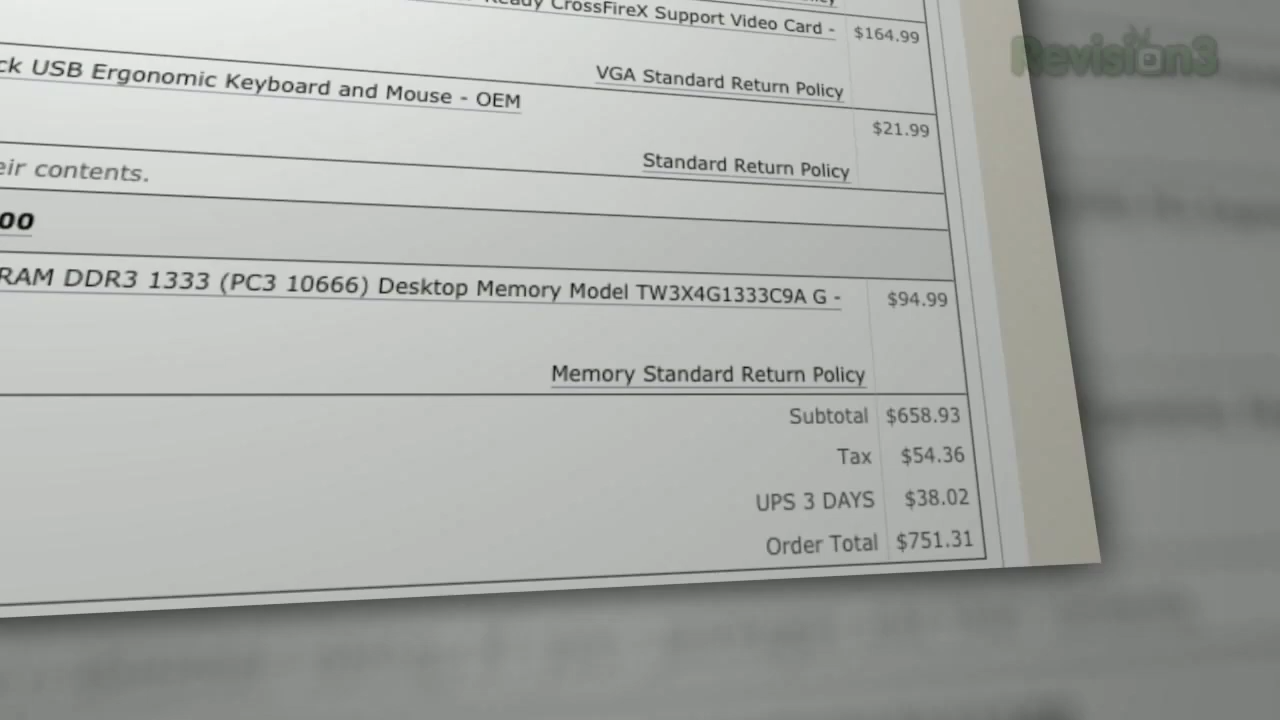 CrossFireX Support Video Card - $164.99
Revision3
VGA Standard Return Policy
USB Ergonomic Keyboard and Mouse - OEM
$21.99
Standard Return Policy
contents.
00
DDR3 1333 (PC3 10666) Desktop Memory Model TW3X4G1333C9A G - $94.99
Memory Standard Return Policy
Subtotal $658.93
Tax $54.36
UPS 3 DAYS $38.02
Order Total $751.31